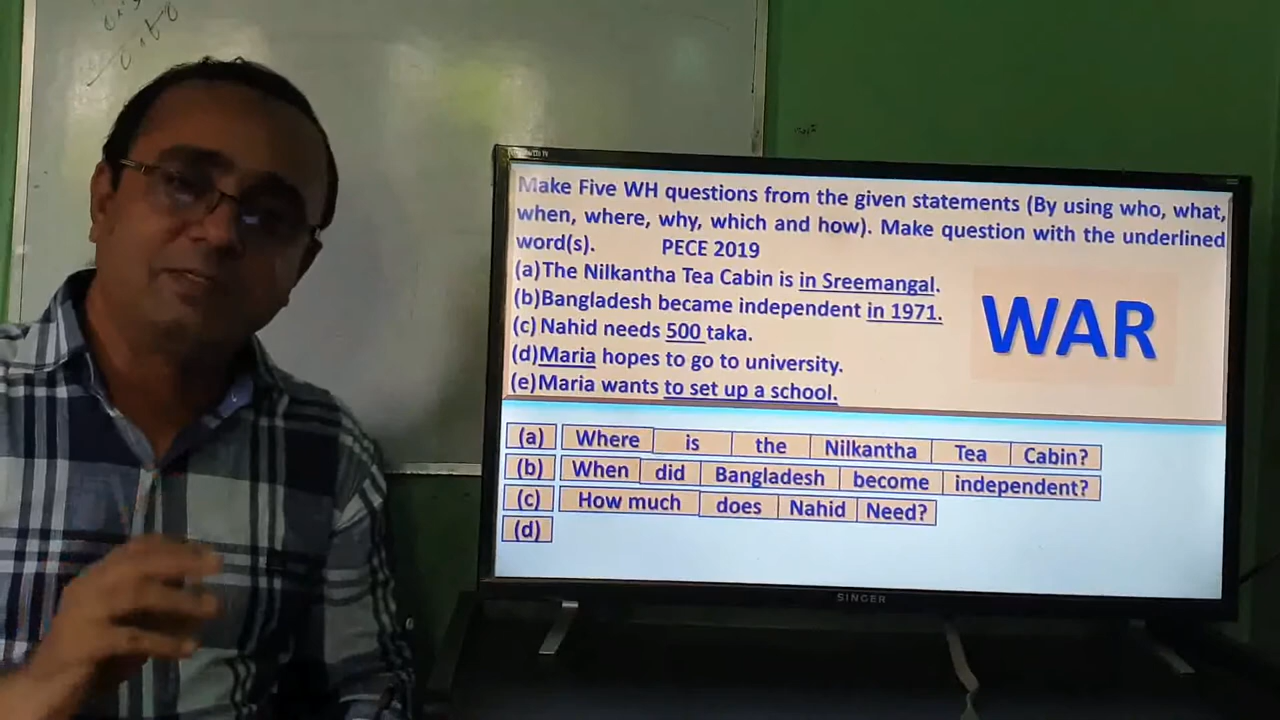 Make Five WH questions from the given statements (By using who, what,
when, where, why, which and how). Make question with the underlined
word(s). PECE 2019
(a)The Nilkantha Tea Cabin is in Sreemangal.
(b)Bangladesh became independent in 1971.
(c) Nahid needs 500 taka.
(d)Maria hopes to go to university.
(e)Maria wants to set up a school.
WAR
(a) Where is the Nilkantha Tea Cabin?
(b) When did Bangladesh become independent?
(c) How much does Nahid Need?
(d)
SINGER